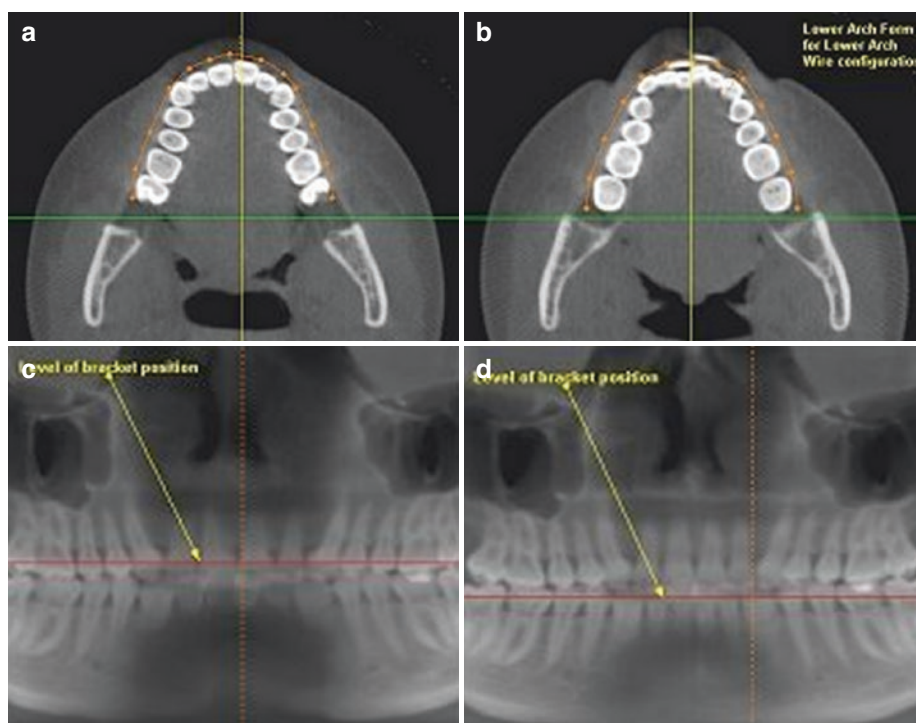 a
b
Lower Arch Form
for Lower Arch
Wire configuration
c
Level of bracket position
d
Level of bracket position